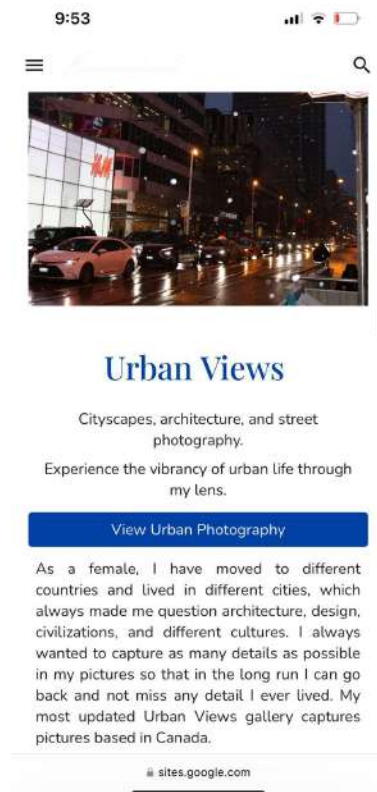 9:53
H&M
Urban Views
Cityscapes, architecture, and street
photography.
Experience the vibrancy of urban life through
my lens.
View Urban Photography
As a female, I have moved to different
countries and lived in different cities, which
always made me question architecture, design,
civilizations, and different cultures. I always
wanted to capture as many details as possible
in my pictures so that in the long run I can go
back and not miss any detail I ever lived. My
most updated Urban Views gallery captures
pictures based in Canada.
sites.google.com